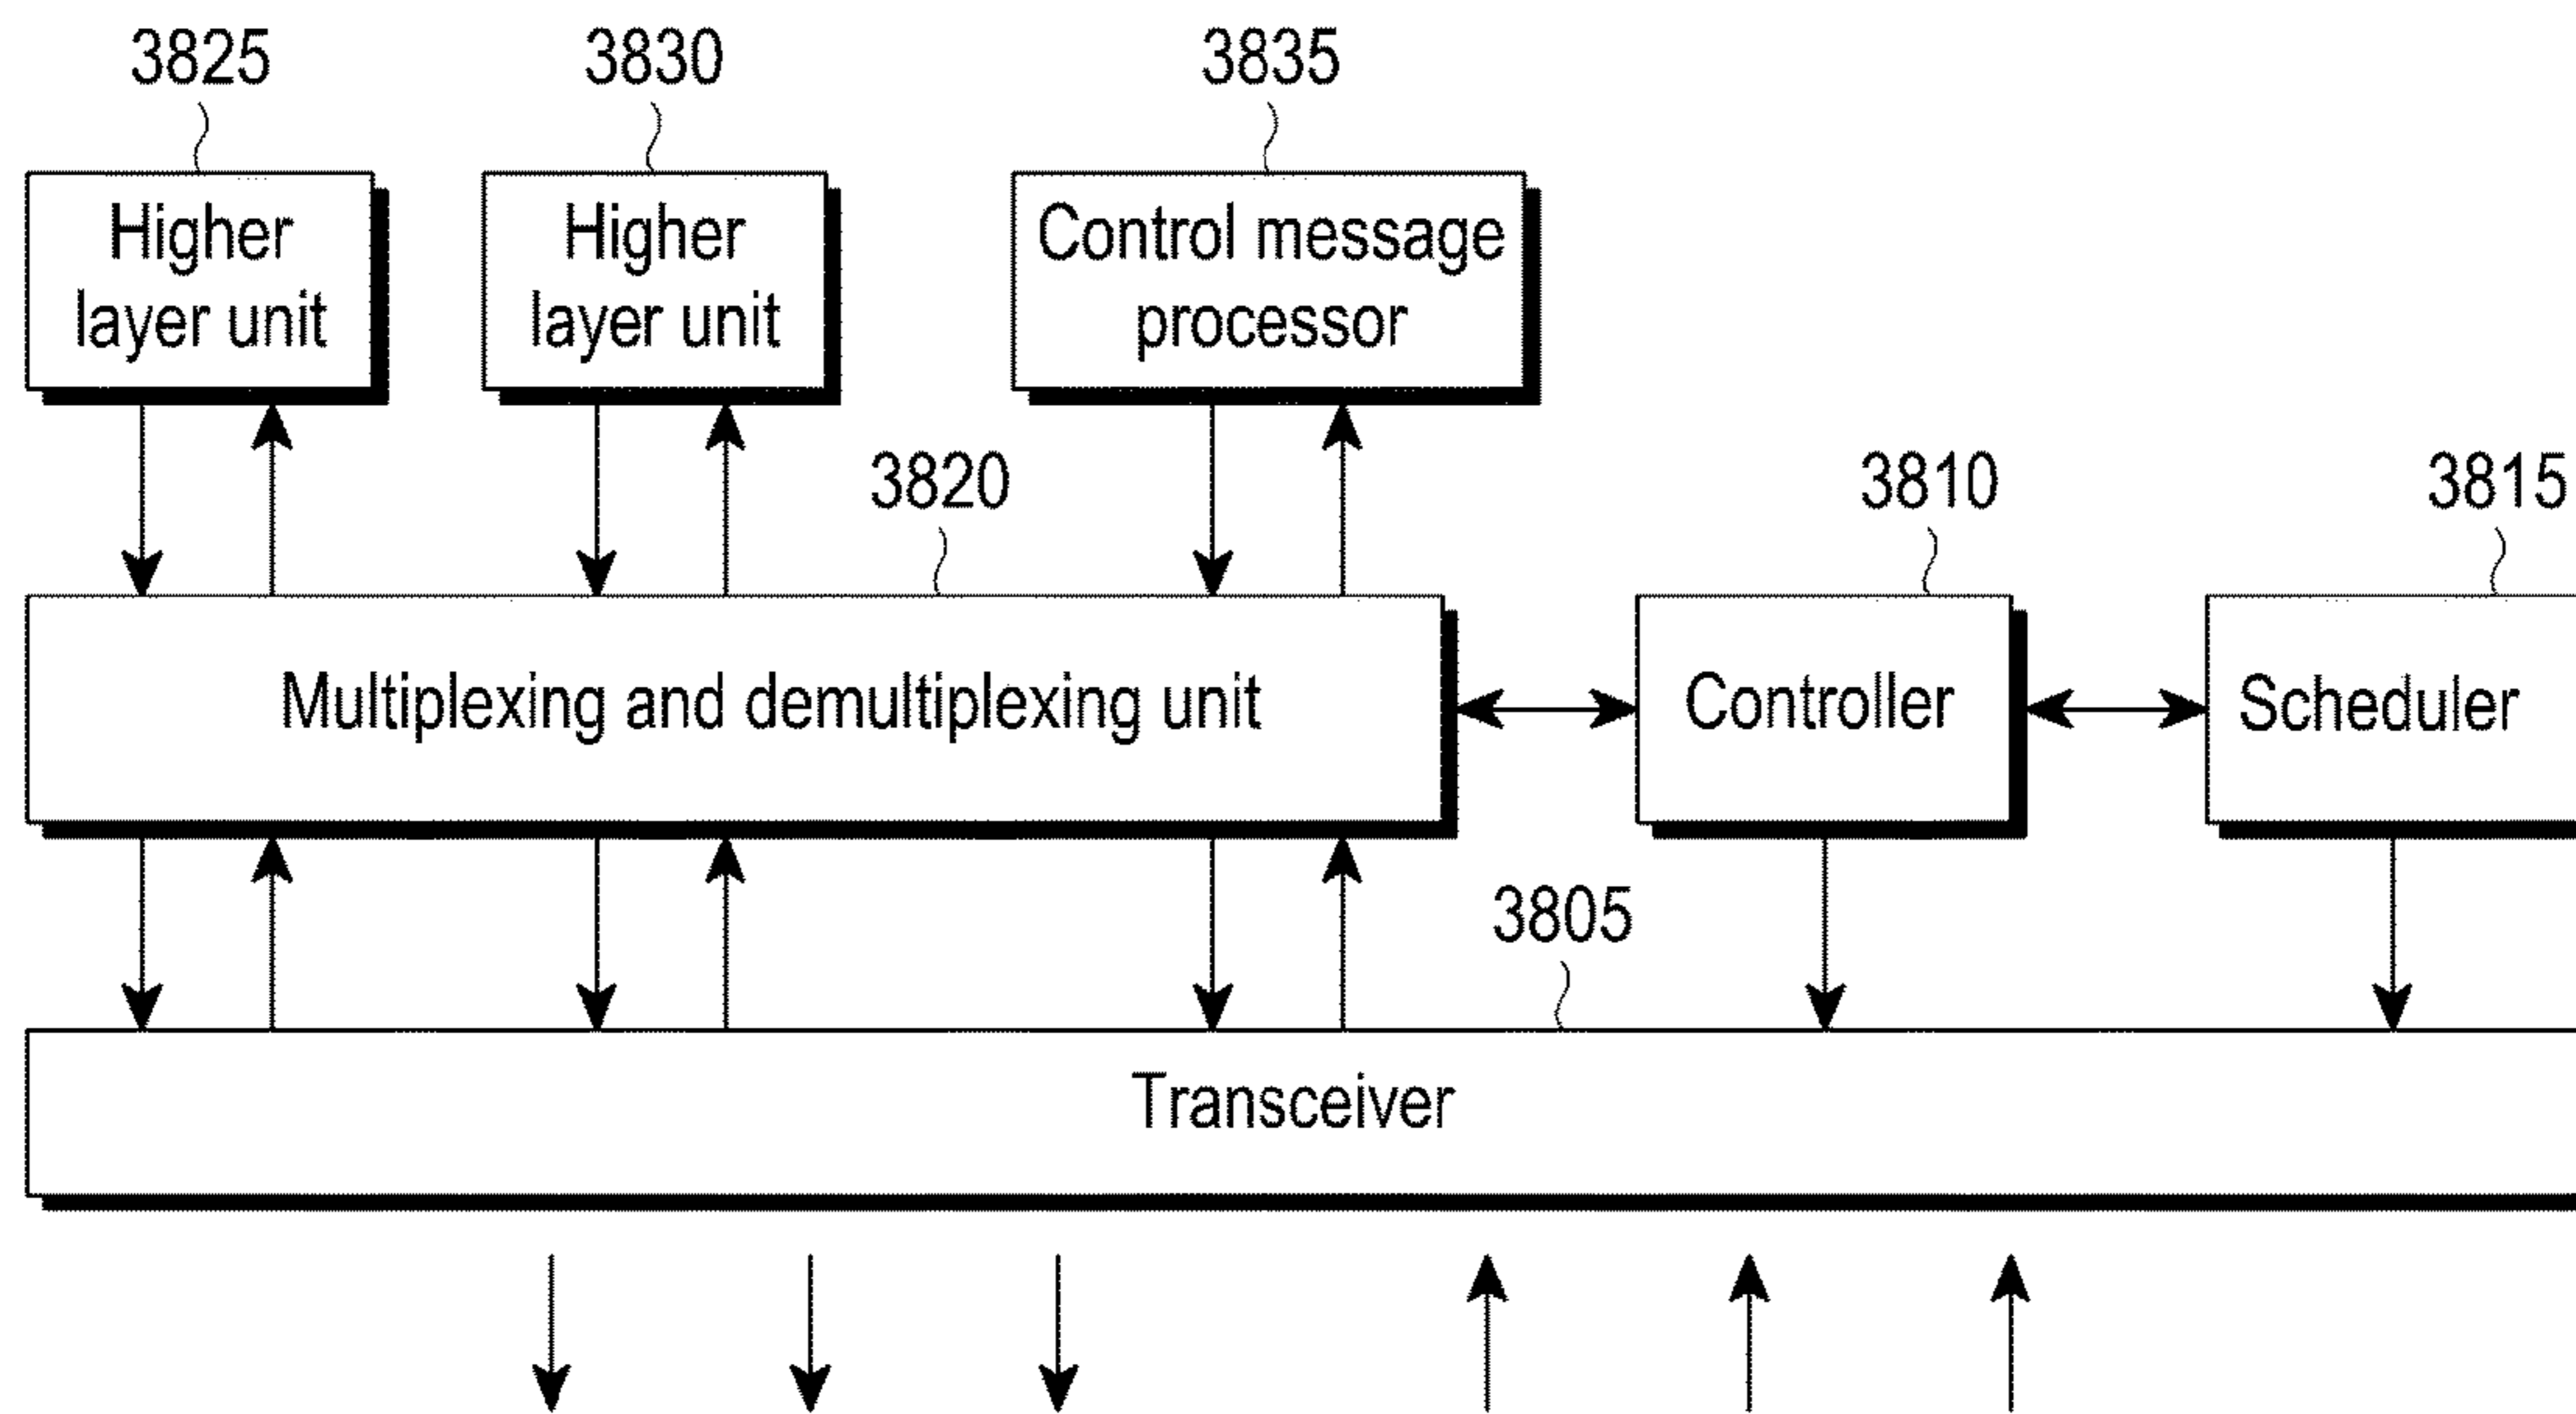 3825
3830
3835
Higher
layer unit
Higher
layer unit
Control message
processor
3820
3810
3815
Multiplexing and demultiplexing unit
Controller
Scheduler
3805
Transceiver